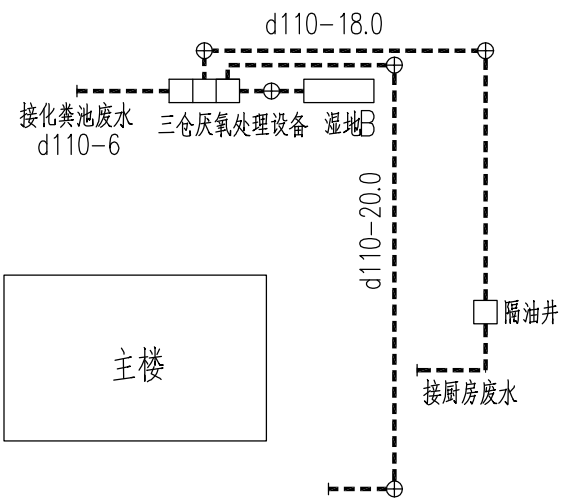 d110-18.0
接化粪池废水
d110-6
三仓厌氧处理设备
湿地B
d110-20.0
隔油井
主楼
接厨房废水